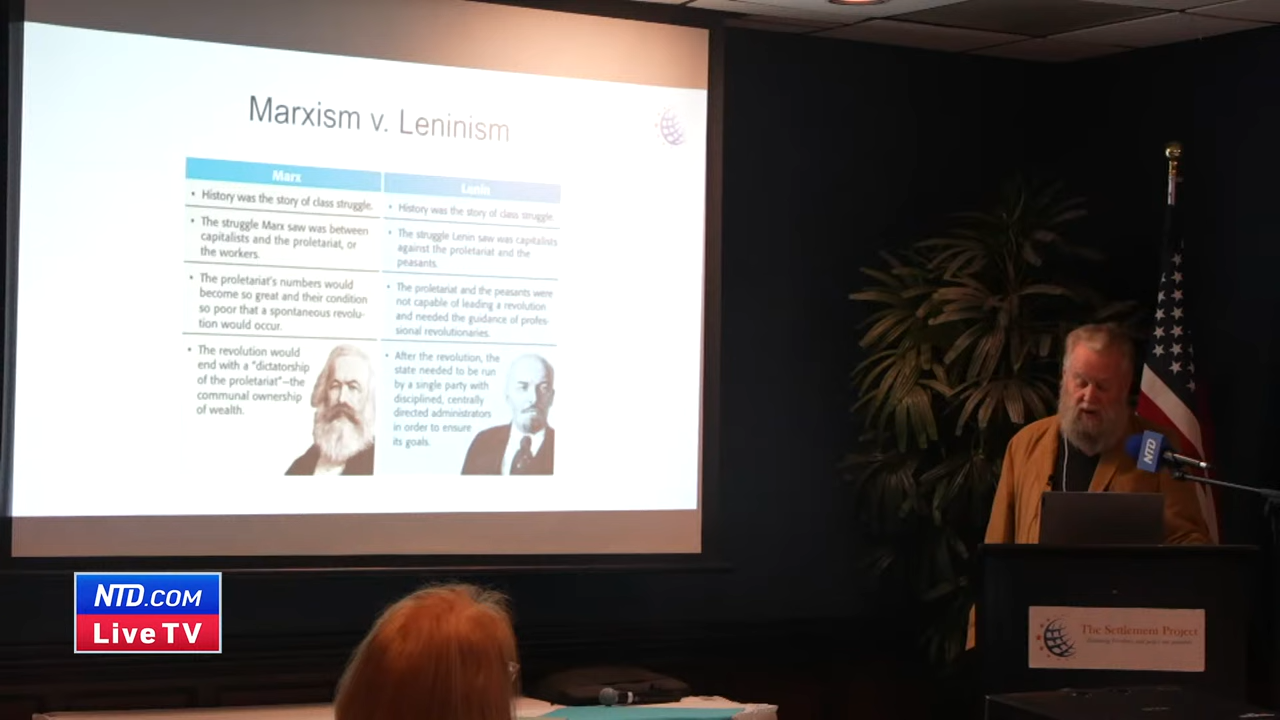 Marxism v. Leninism
Marx
• History was the story of class struggle.
• The struggle Marx saw was between
capitalists and the proletariat, or
the workers.
• The proletariat's numbers would
become so great and their condition
so poor that a spontaneous revolu-
tion would occur.
• The revolution would
end with a "dictatorship
of the proletariat"—the
communal ownership
of wealth.
Lenin
• History was the story of class struggle.
• The struggle Lenin saw was capitalists
against the proletariat and the
peasants.
• The proletariat and the peasants were
not capable of leading a revolution
and needed the guidance of profes-
sional revolutionaries.
• After the revolution, the
state needed to be run
by a single party with
disciplined, centrally
directed administrators
in order to ensure
its goals.
NTD
The Settlement Project
NTD.COM
Live TV